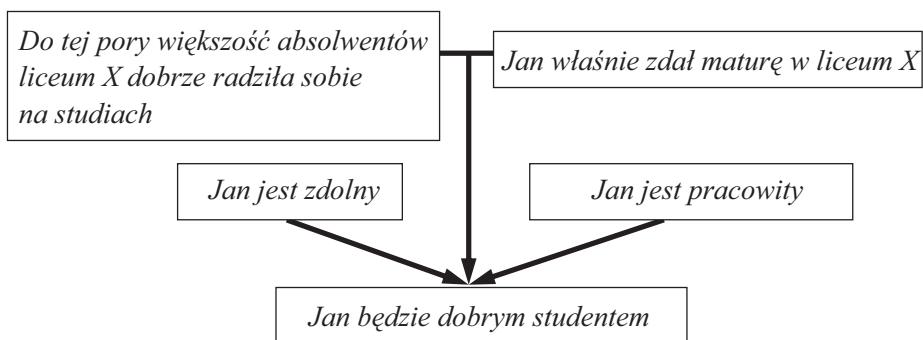 Do tej pory większość absolwentów
liceum X dobrze radziła sobie
na studiach
Jan właśnie zdał maturę w liceum X
Jan jest zdolny
Jan jest pracowity
Jan będzie dobrym studentem